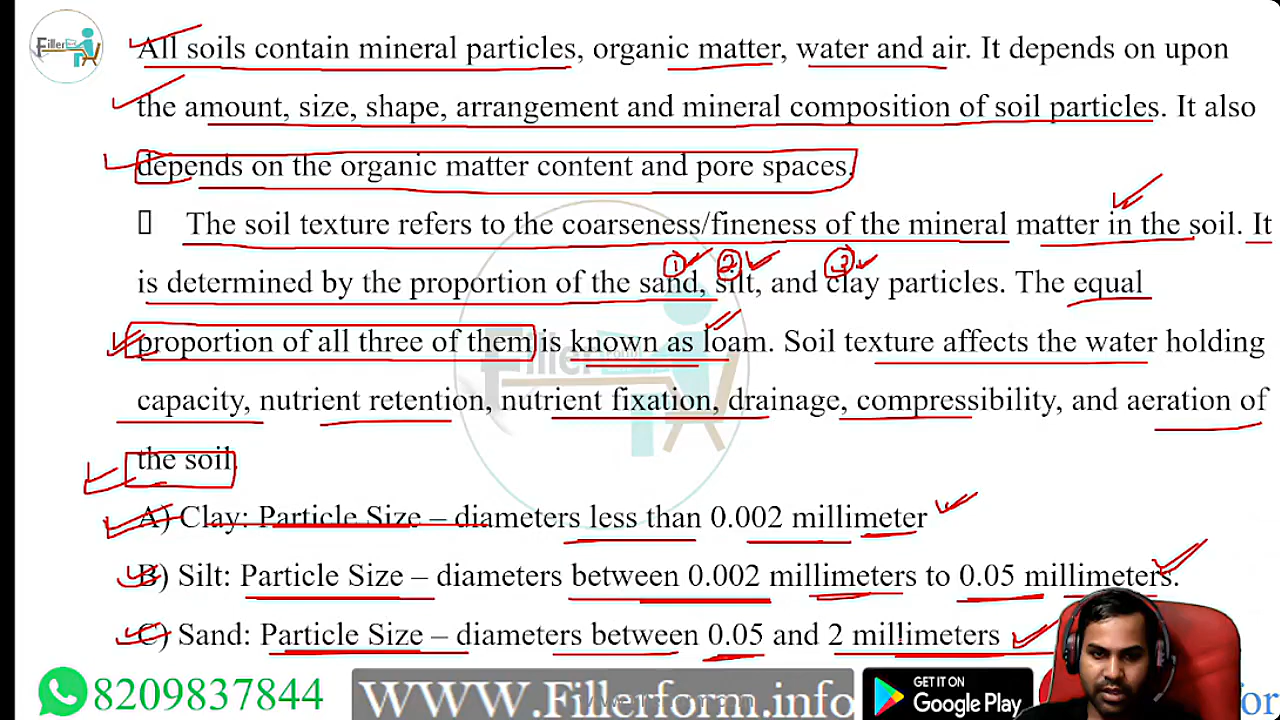 Filler
All soils contain mineral particles, organic matter, water and air. It depends on upon
the amount, size, shape, arrangement and mineral composition of soil particles. It also
depends on the organic matter content and pore spaces.
The soil texture refers to the coarseness/fineness of the mineral matter in the soil. It
1 2 3
is determined by the proportion of the sand, silt, and clay particles. The equal
proportion of all three of them is known as loam. Soil texture affects the water holding
capacity, nutrient retention, nutrient fixation, drainage, compressibility, and aeration of
the soil.
A) Clay: Particle Size – diameters less than 0.002 millimeter
B) Silt: Particle Size – diameters between 0.002 millimeters to 0.05 millimeters.
C) Sand: Particle Size – diameters between 0.05 and 2 millimeters
8209837844
WWW.Fillerform.info
GET IT ON
Google Play